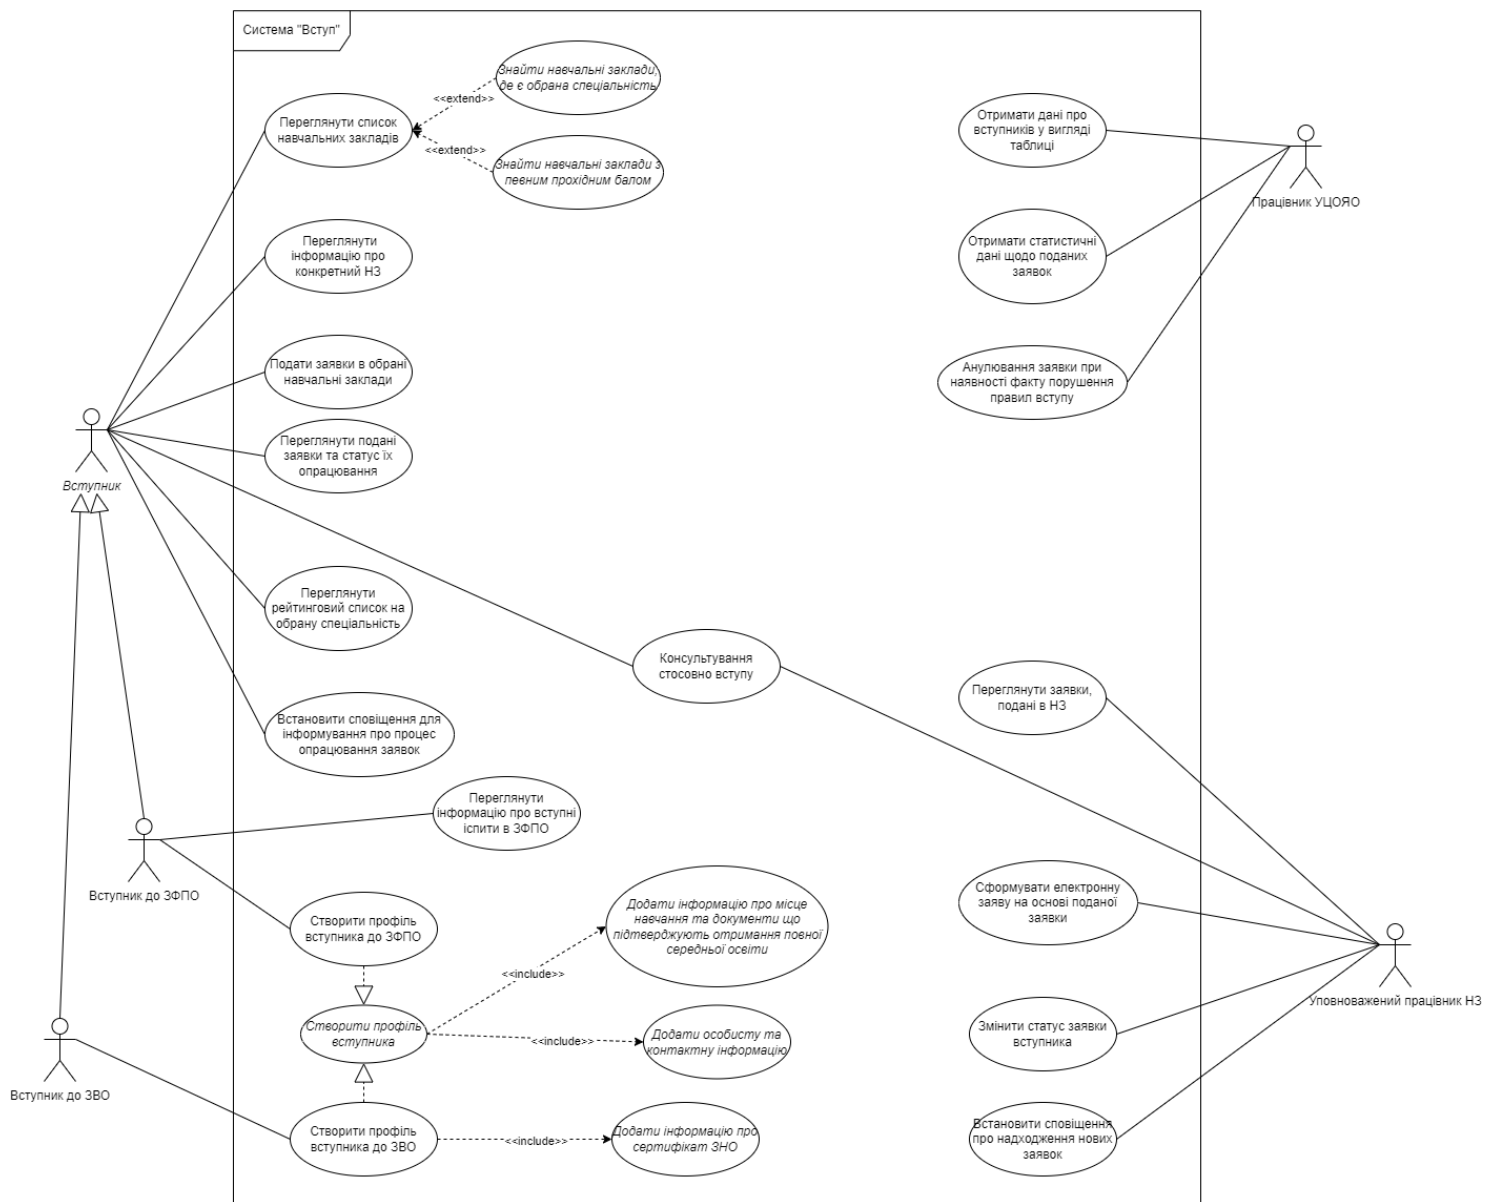 Система "Вступ"
Знайти навчальні заклади,
де є обрана спеціальність
<<extend>>
Переглянути список
навчальних закладів
<<extend>>
Знайти навчальні заклади з
певним прохідним балом
Отримати дані про
вступників у вигляді
таблиці
Працівник УЦОЯО
Переглянути
інформацію про
конкретний НЗ
Отримати статистичні
дані щодо поданих
заявок
Подати заявки в обрані
навчальні заклади
Анулювання заявки при
наявності факту порушення
правил вступу
Переглянути подані
заявки та статус їх
опрацювання
Вступник
Переглянути
рейтинговий список на
обрану спеціальність
Консультування
стосовно вступу
Переглянути заявки,
подані в НЗ
Встановити сповіщення для
інформування про процес
опрацювання заявок
Переглянути
інформацію про вступні
іспити в ЗФПО
Вступник до ЗФПО
Створити профіль
вступника до ЗФПО
Додати інформацію про місце
навчання та документи що
підтверджують отримання повної
середньої освіти
Сформувати електронну
заяву на основі поданої
заявки
<<include>>
Уповноважений працівник НЗ
Створити профіль
вступника
<<include>>
Додати особисту та
контактну інформацію
Змінити статус заявки
вступника
Вступник до ЗВО
Створити профіль
вступника до ЗВО
<<include>>
Додати інформацію про
сертифікат ЗНО
Встановити сповіщення
про надходження нових
заявок